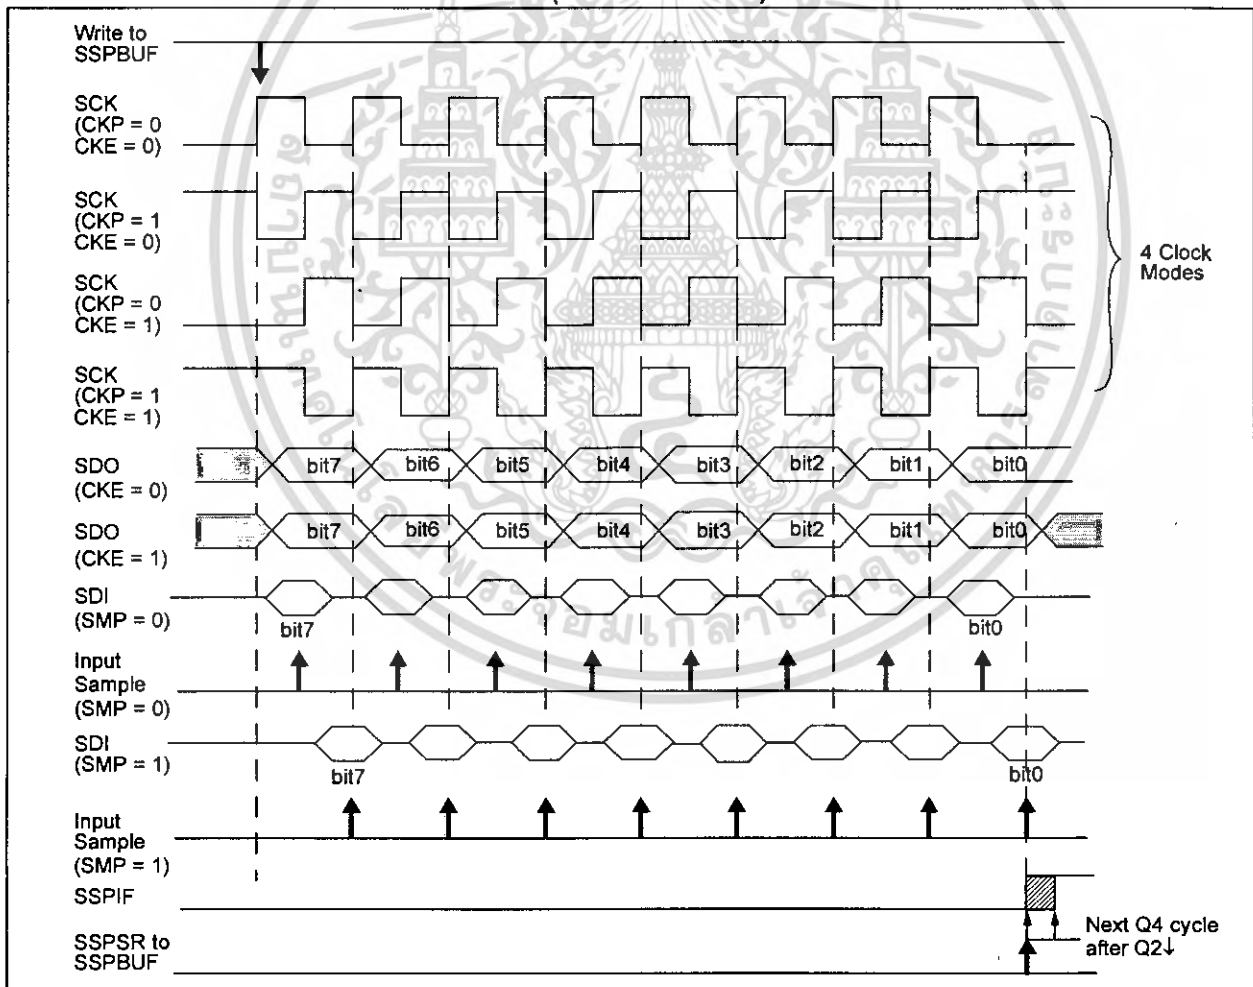 Write to
SSPBUF
SCK
(CKP = 0
CKE = 0)
SCK
(CKP = 1
CKE = 0)
SCK
(CKP = 0
CKE = 1)
SCK
(CKP = 1
CKE = 1)
4 Clock
Modes
SDO
(CKE = 0)
bit7 bit6 bit5 bit4 bit3 bit2 bit1 bit0
SDO
(CKE = 1)
bit7 bit6 bit5 bit4 bit3 bit2 bit1 bit0
SDI
(SMP = 0)
bit7 bit0
Input
Sample
(SMP = 0)
SDI
(SMP = 1)
bit7 bit0
Input
Sample
(SMP = 1)
SSPIF
SSPSR to
SSPBUF
Next Q4 cycle
after Q2↓